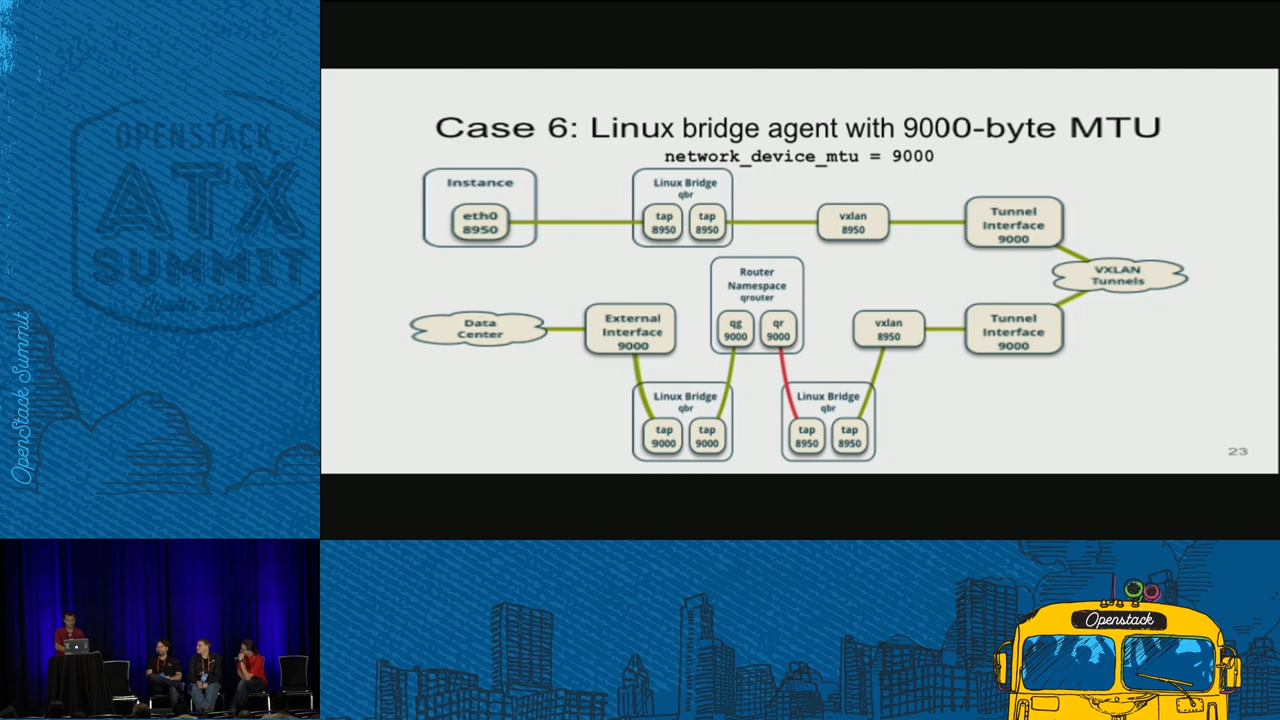 OPENSTACK
ATX
SUMMIT
OpenStack Summit
Case 6: Linux bridge agent with 9000-byte MTU
network_device_mtu = 9000
Instance
eth0
8950
Linux Bridge
qbr
tap
8950
tap
8950
vxlan
8950
Tunnel
Interface
9000
VXLAN
Tunnels
Router
Namespace
qrouter
qg
9000
qr
9000
Data
Center
External
Interface
9000
vxlan
8950
Tunnel
Interface
9000
Linux Bridge
qbr
tap
9000
tap
9000
Linux Bridge
qbr
tap
8950
tap
8950
23
Openstack